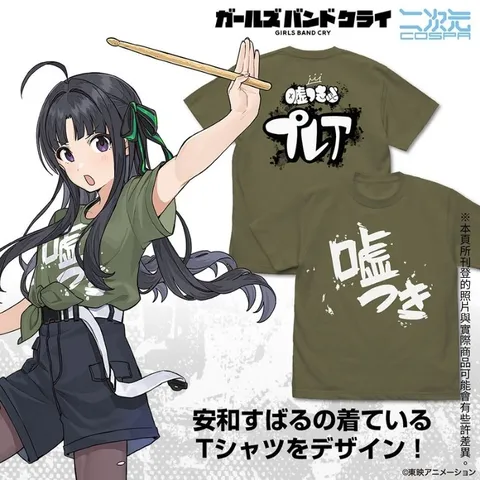 ガールズバンドクライ
GIRLS BAND CRY
二次元
COSPA
嘘つき
プレア
嘘
つき
嘘
つき
※本頁所刊登的照片與實際商品可能會有些許差異。
安和すばるの着ている
Tシャツをデザイン！
©東映アニメーション